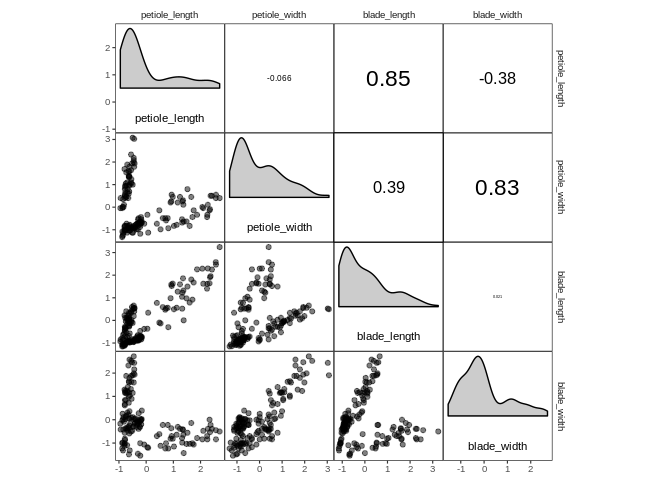 petiole_length petiole_width blade_length blade_width
2
1
0
-1
petiole_length
-0.066
0.85
-0.38
petiole_length
3
2
1
0
-1
petiole_width
0.39
0.83
petiole_width
3
2
1
0
-1
blade_length
0.021
blade_length
2
1
0
-1
blade_width
blade_width
-1 0 1 2 -1 0 1 2 3 -1 0 1 2 3 -1 0 1 2